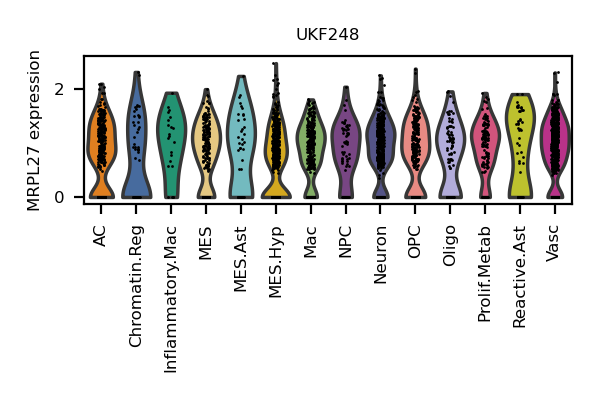 UKF248
MRPL27 expression
2
0
AC
Chromatin.Reg
Inflammatory.Mac
MES
MES.Ast
MES.Hyp
Mac
NPC
Neuron
OPC
Oligo
Prolif.Metab
Reactive.Ast
Vasc